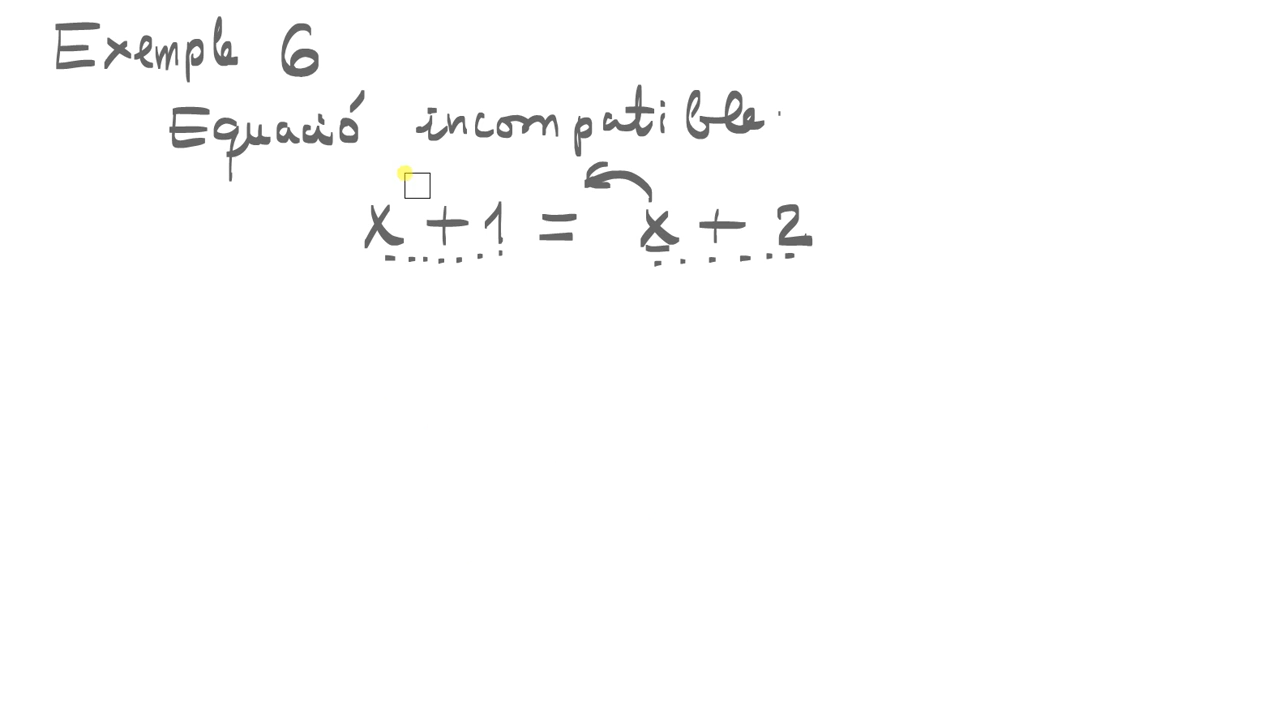 Exemple 6
Equació incompatible.
x + 1 = x + 2